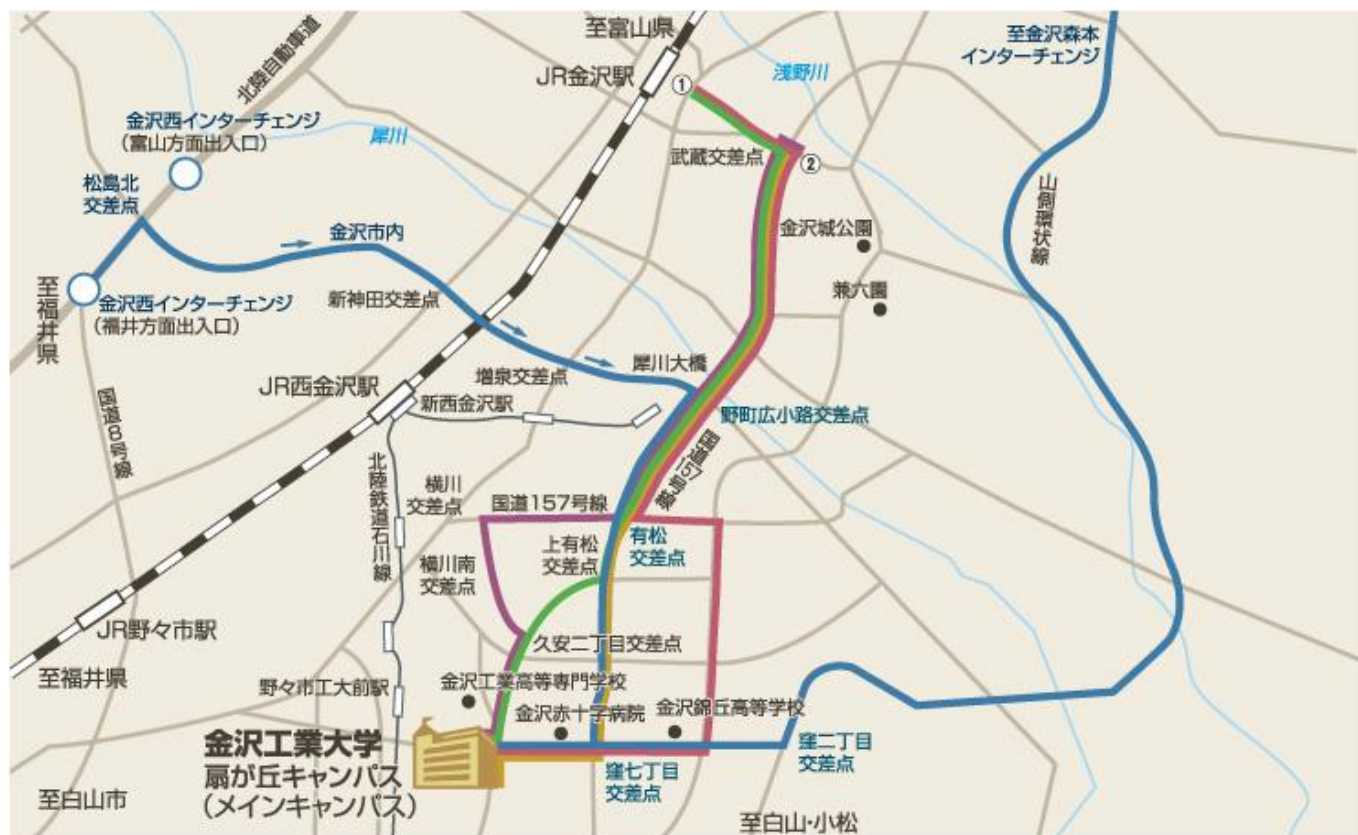 至富山県
JR金沢駅
①
浅野川
至金沢森本
インターチェンジ
北陸自動車道
金沢西インターチェンジ
(富山方面出入口)
犀川
武蔵交差点
②
松島北
交差点
金沢市内
金沢城公園
山側環状線
至福井県
金沢西インターチェンジ
(福井方面出入口)
新神田交差点
兼六園
犀川大橋
増泉交差点
JR西金沢駅
新西金沢駅
野町広小路交差点
国道8号線
国道157号線
北陸鉄道石川線
横川
交差点
国道157号線
有松
交差点
上有松
交差点
横川南
交差点
JR野々市駅
久安二丁目交差点
至福井県
野々市工大前駅
金沢工業高等専門学校
金沢赤十字病院
金沢錦丘高等学校
金沢工業大学
扇が丘キャンパス
(メインキャンパス)
窪二丁目
交差点
窪七丁目
交差点
至白山市
至白山・小松